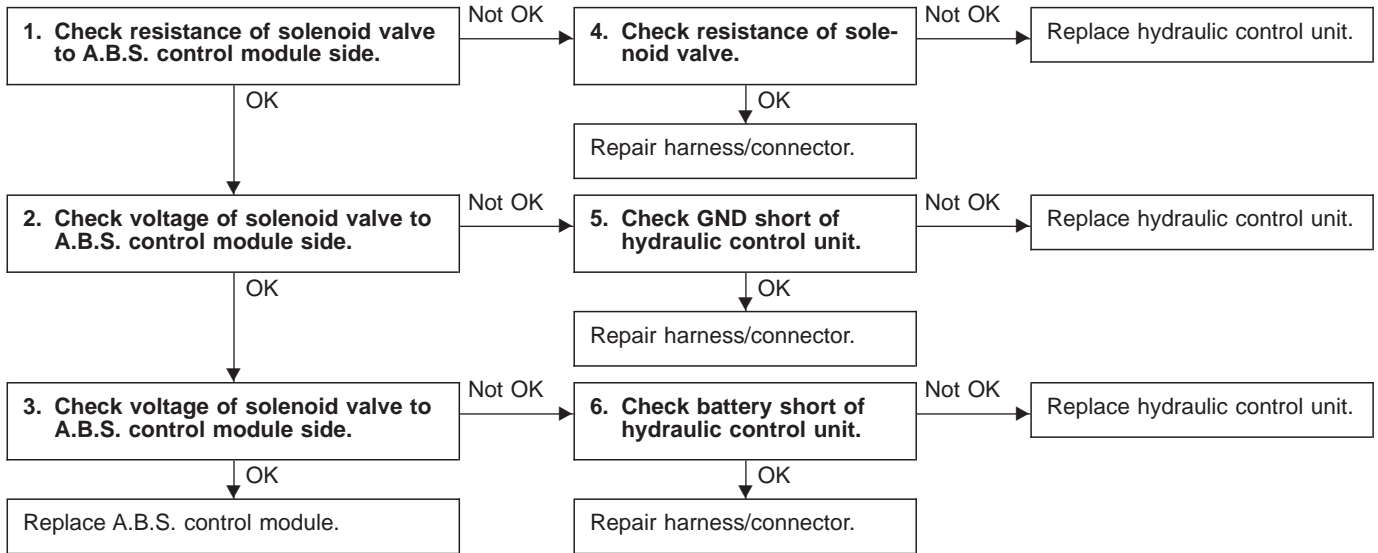 1. Check resistance of solenoid valve
to A.B.S. control module side.
Not OK
4. Check resistance of sole-
noid valve.
Not OK
Replace hydraulic control unit.
OK
OK
Repair harness/connector.
2. Check voltage of solenoid valve to
A.B.S. control module side.
Not OK
5. Check GND short of
hydraulic control unit.
Not OK
Replace hydraulic control unit.
OK
OK
Repair harness/connector.
3. Check voltage of solenoid valve to
A.B.S. control module side.
Not OK
6. Check battery short of
hydraulic control unit.
Not OK
Replace hydraulic control unit.
OK
OK
Replace A.B.S. control module.
Repair harness/connector.